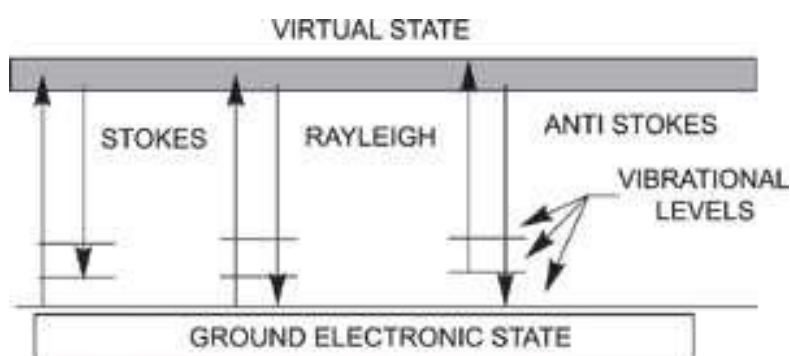 VIRTUAL STATE
STOKES
RAYLEIGH
ANTI STOKES
VIBRATIONAL
LEVELS
GROUND ELECTRONIC STATE